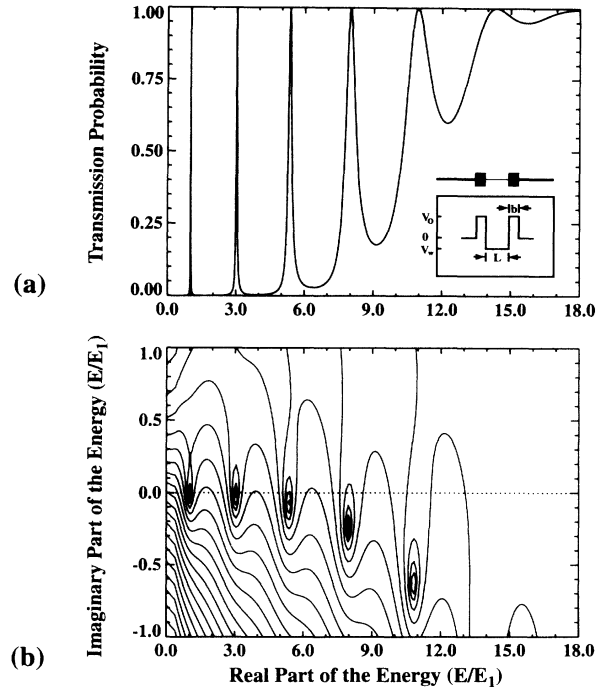 (a)
Transmission Probability
1.00
0.75
0.50
0.25
0.00
0.0 3.0 6.0 9.0 12.0 15.0 18.0
V₀
0
Vw
b
L
(b)
Imaginary Part of the Energy (E/E₁)
1.0
0.5
0.0
-0.5
-1.0
0.0 3.0 6.0 9.0 12.0 15.0 18.0
Real Part of the Energy (E/E₁)